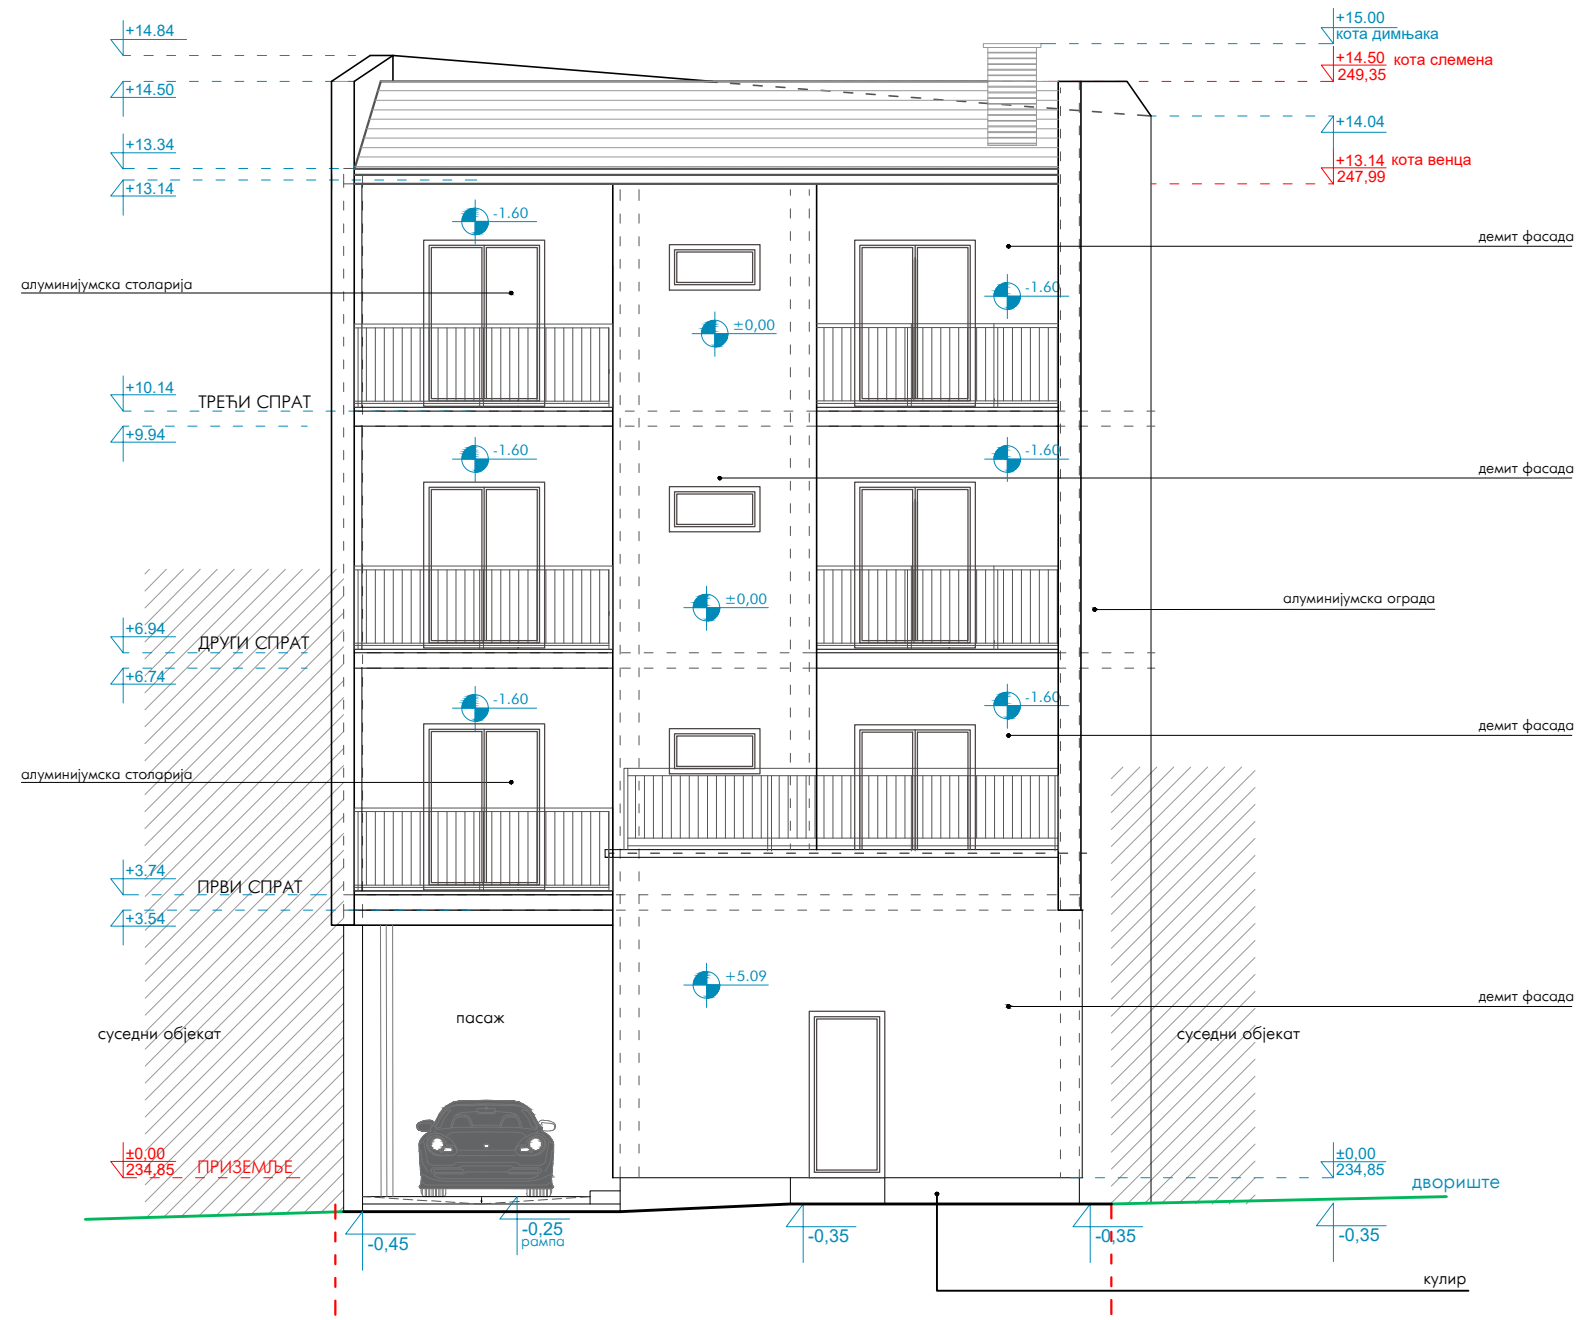 +14.84
+15.00
кота димњака
+14.50 кота слемена
249,35
+14.50
+14.04
+13.34
+13.14 кота венца
247,99
+13.14
-1.60
демит фасада
алуминијумска столарија
-1.60
±0,00
+10.14
ТРЕЋИ СПРАТ
+9.94
-1.60
-1.60
демит фасада
±0,00
алуминијумска ограда
+6.94
ДРУГИ СПРАТ
+6.74
-1.60
-1.60
демит фасада
алуминијумска столарија
+3.74
ПРВИ СПРАТ
+3.54
+5.09
демит фасада
пасаж
суседни објекат
суседни објекат
±0,00
234,85
ПРИЗЕМЉЕ
±0,00
234,85
двориште
-0,45
-0,25
рампа
-0,35
-0,35
-0,35
кулир